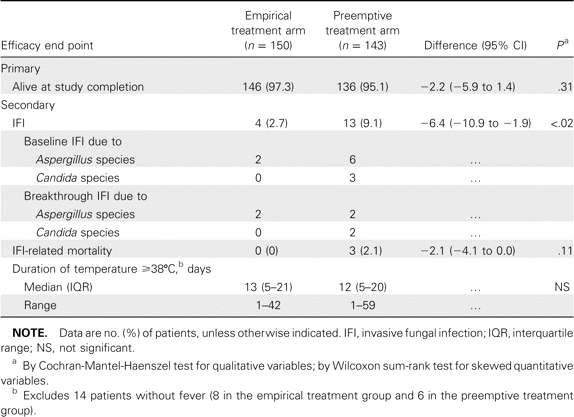 Efficacy end point Empirical treatment arm (n = 150) Preemptive treatment arm (n = 143) Difference (95% CI) Pᵃ
Primary
Alive at study completion 146 (97.3) 136 (95.1) −2.2 (−5.9 to 1.4) .31
Secondary
IFI 4 (2.7) 13 (9.1) −6.4 (−10.9 to −1.9) <.02
Baseline IFI due to
Aspergillus species 2 6 …
Candida species 0 3 …
Breakthrough IFI due to
Aspergillus species 2 2 …
Candida species 0 2 …
IFI-related mortality 0 (0) 3 (2.1) −2.1 (−4.1 to 0.0) .11
Duration of temperature ⩾38°C,ᵇ days
Median (IQR) 13 (5–21) 12 (5–20) … NS
Range 1–42 1–59 …
NOTE. Data are no. (%) of patients, unless otherwise indicated. IFI, invasive fungal infection; IQR, interquartile
range; NS, not significant.
ᵃ By Cochran-Mantel-Haenszel test for qualitative variables; by Wilcoxon sum-rank test for skewed quantitative
variables.
ᵇ Excludes 14 patients without fever (8 in the empirical treatment group and 6 in the preemptive treatment
group).